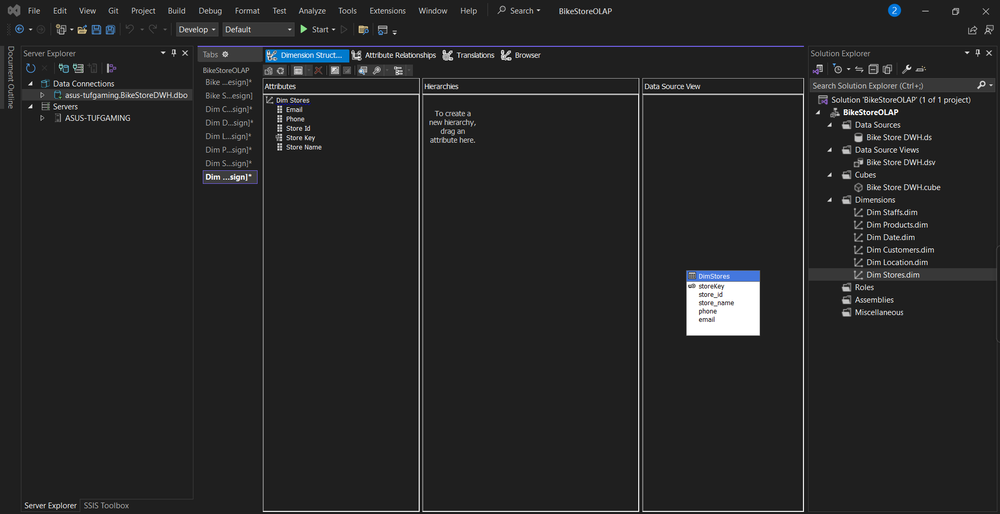 File Edit View Git Project Build Debug Format Test Analyze Tools Extensions Window Help Search BikeStoreOLAP 2
Develop Default Start
Document Outline
Server Explorer
Data Connections
asus-tufgaming.BikeStoreDWH.dbo
Servers
ASUS-TUFGAMING
Server Explorer SSIS Toolbox
Tabs
BikeStoreOLAP
Bike ...esign]*
Bike S...esign]
Dim C...sign]*
Dim D...sign]*
Dim L...sign]*
Dim P...sign]*
Dim S...sign]*
Dim ...sign]*
Dimension Struct... Attribute Relationships Translations Browser
Attributes
Dim Stores
Email
Phone
Store Id
Store Key
Store Name
Hierarchies
To create a
new hierarchy,
drag an
attribute here.
Data Source View
DimStores
storeKey
store_id
store_name
phone
email
Solution Explorer
Search Solution Explorer (Ctrl+;)
Solution 'BikeStoreOLAP' (1 of 1 project)
BikeStoreOLAP
Data Sources
Bike Store DWH.ds
Data Source Views
Bike Store DWH.dsv
Cubes
Bike Store DWH.cube
Dimensions
Dim Staffs.dim
Dim Products.dim
Dim Date.dim
Dim Customers.dim
Dim Location.dim
Dim Stores.dim
Roles
Assemblies
Miscellaneous